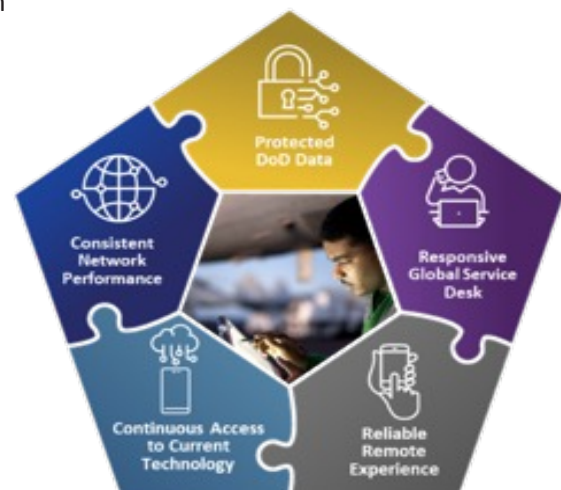 Protected
DoD Data
Consistent
Network
Performance
Responsive
Global Service
Desk
Continuous Access
to Current
Technology
Reliable
Remote
Experience